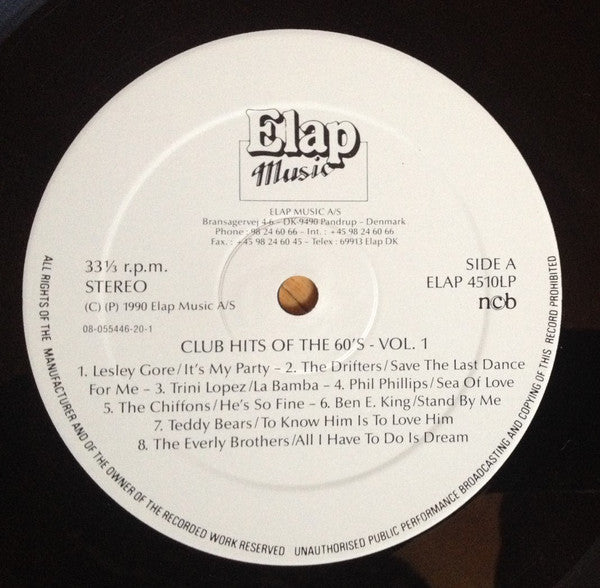 Elap
Music
ELAP MUSIC A/S
Bransagervej 4-6 - DK-9490 Pandrup - Denmark
Phone : 98 24 60 66 - Int. : + 45 98 24 60 66
Fax. : + 45 98 24 60 45 - Telex : 69913 Elap DK
33⅓ r.p.m.
STEREO
(C) (P) 1990 Elap Music A/S
08-055446-20-1
SIDE A
ELAP 4510LP
ncb
CLUB HITS OF THE 60'S - VOL. 1
1. Lesley Gore/It's My Party – 2. The Drifters/Save The Last Dance
For Me – 3. Trini Lopez/La Bamba – 4. Phil Phillips/Sea Of Love
5. The Chiffons/He's So Fine – 6. Ben E. King/Stand By Me
7. Teddy Bears/To Know Him Is To Love Him
8. The Everly Brothers/All I Have To Do Is Dream
ALL RIGHTS OF THE MANUFACTURER AND OF THE OWNER OF THE RECORDED WORK RESERVED UNAUTHORISED PUBLIC PERFORMANCE BROADCASTING AND COPYING OF THIS RECORD PROHIBITED